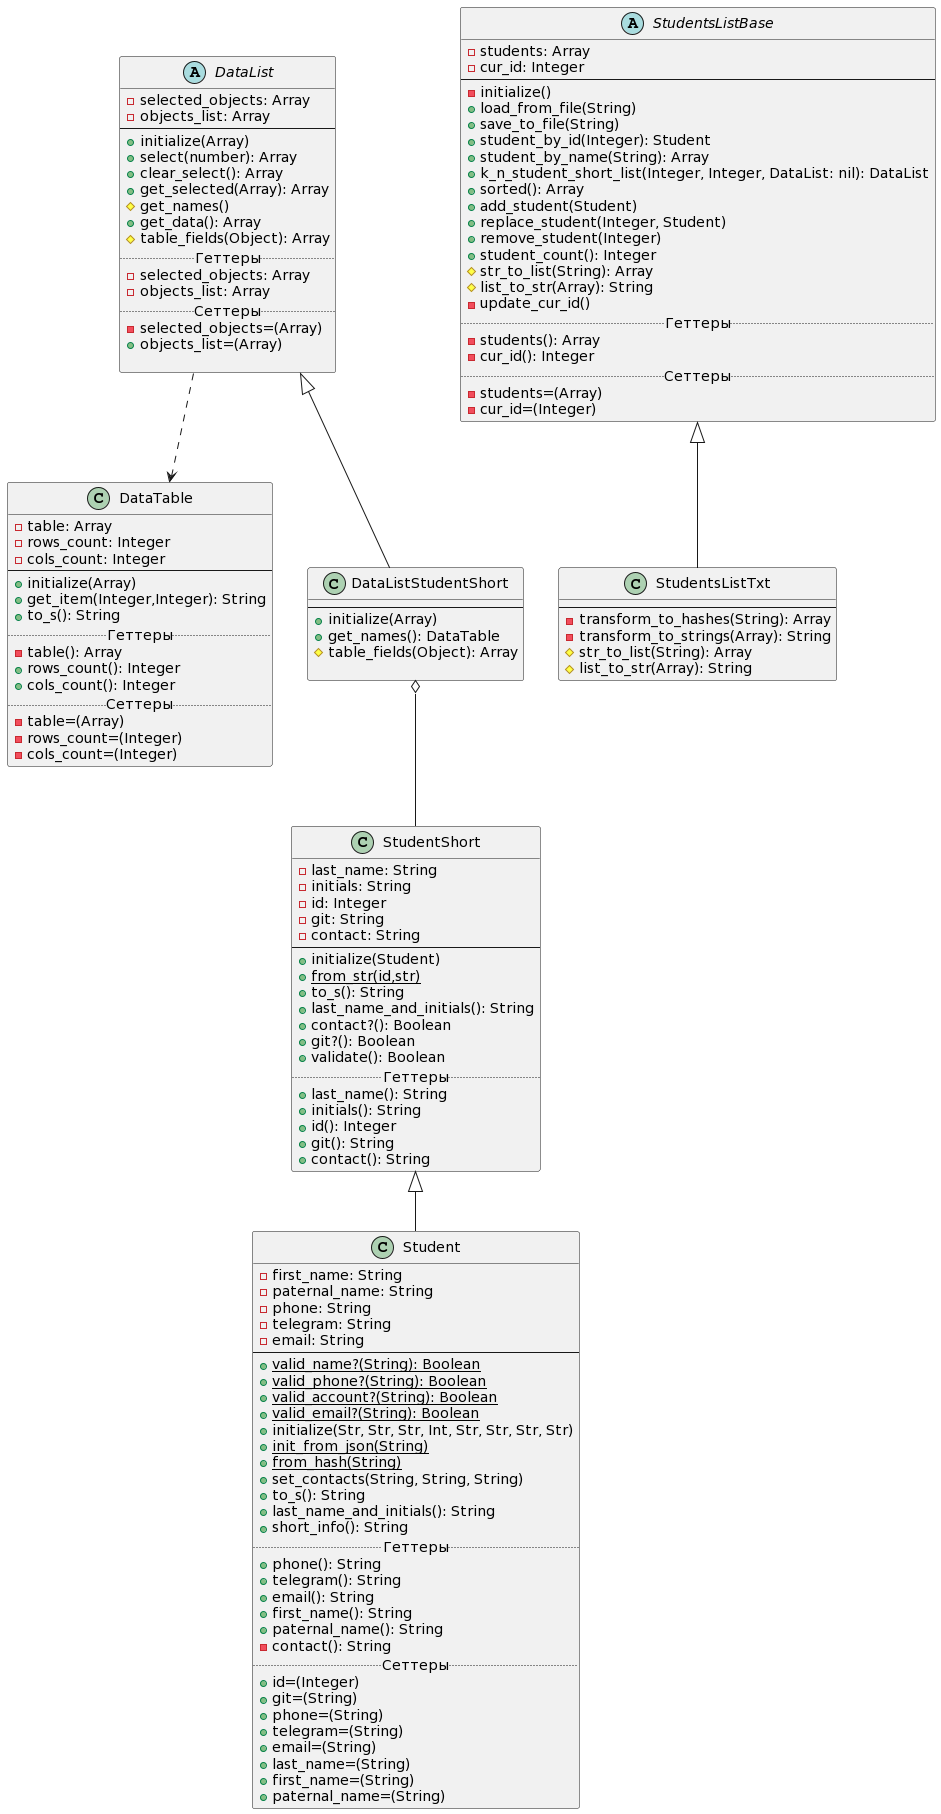 A StudentsListBase
students: Array
cur_id: Integer
initialize()
load_from_file(String)
save_to_file(String)
student_by_id(Integer): Student
student_by_name(String): Array
k_n_student_short_list(Integer, Integer, DataList: nil): DataList
sorted(): Array
add_student(Student)
replace_student(Integer, Student)
remove_student(Integer)
student_count(): Integer
str_to_list(String): Array
list_to_str(Array): String
update_cur_id()
Геттеры
students(): Array
cur_id(): Integer
Сеттеры
students=(Array)
cur_id=(Integer)
A DataList
selected_objects: Array
objects_list: Array
initialize(Array)
select(number): Array
clear_select(): Array
get_selected(Array): Array
get_names()
get_data(): Array
table_fields(Object): Array
Геттеры
selected_objects: Array
objects_list: Array
Сеттеры
selected_objects=(Array)
objects_list=(Array)
C DataTable
table: Array
rows_count: Integer
cols_count: Integer
initialize(Array)
get_item(Integer,Integer): String
to_s(): String
Геттеры
table(): Array
rows_count(): Integer
cols_count(): Integer
Сеттеры
table=(Array)
rows_count=(Integer)
cols_count=(Integer)
C DataListStudentShort
initialize(Array)
get_names(): DataTable
table_fields(Object): Array
C StudentsListTxt
transform_to_hashes(String): Array
transform_to_strings(Array): String
str_to_list(String): Array
list_to_str(Array): String
C StudentShort
last_name: String
initials: String
id: Integer
git: String
contact: String
initialize(Student)
from_str(id,str)
to_s(): String
last_name_and_initials(): String
contact?(): Boolean
git?(): Boolean
validate(): Boolean
Геттеры
last_name(): String
initials(): String
id(): Integer
git(): String
contact(): String
C Student
first_name: String
paternal_name: String
phone: String
telegram: String
email: String
valid_name?(String): Boolean
valid_phone?(String): Boolean
valid_account?(String): Boolean
valid_email?(String): Boolean
initialize(Str, Str, Str, Int, Str, Str, Str, Str)
init_from_json(String)
from_hash(String)
set_contacts(String, String, String)
to_s(): String
last_name_and_initials(): String
short_info(): String
Геттеры
phone(): String
telegram(): String
email(): String
first_name(): String
paternal_name(): String
contact(): String
Сеттеры
id=(Integer)
git=(String)
phone=(String)
telegram=(String)
email=(String)
last_name=(String)
first_name=(String)
paternal_name=(String)